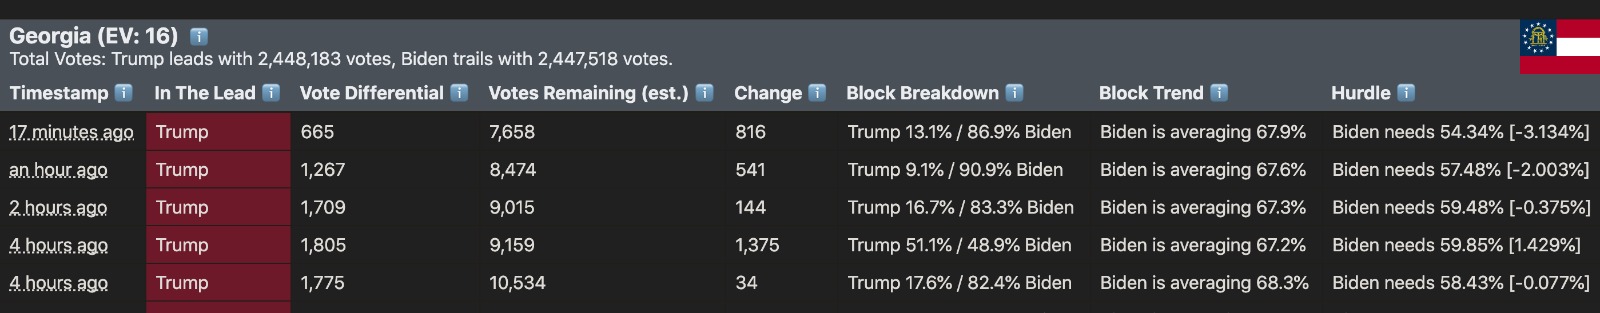 Georgia (EV: 16)
Total Votes: Trump leads with 2,448,183 votes, Biden trails with 2,447,518 votes.
Timestamp In The Lead Vote Differential Votes Remaining (est.) Change Block Breakdown Block Trend Hurdle
17 minutes ago Trump 665 7,658 816 Trump 13.1% / 86.9% Biden Biden is averaging 67.9% Biden needs 54.34% [-3.134%]
an hour ago Trump 1,267 8,474 541 Trump 9.1% / 90.9% Biden Biden is averaging 67.6% Biden needs 57.48% [-2.003%]
2 hours ago Trump 1,709 9,015 144 Trump 16.7% / 83.3% Biden Biden is averaging 67.3% Biden needs 59.48% [-0.375%]
4 hours ago Trump 1,805 9,159 1,375 Trump 51.1% / 48.9% Biden Biden is averaging 67.2% Biden needs 59.85% [1.429%]
4 hours ago Trump 1,775 10,534 34 Trump 17.6% / 82.4% Biden Biden is averaging 68.3% Biden needs 58.43% [-0.077%]